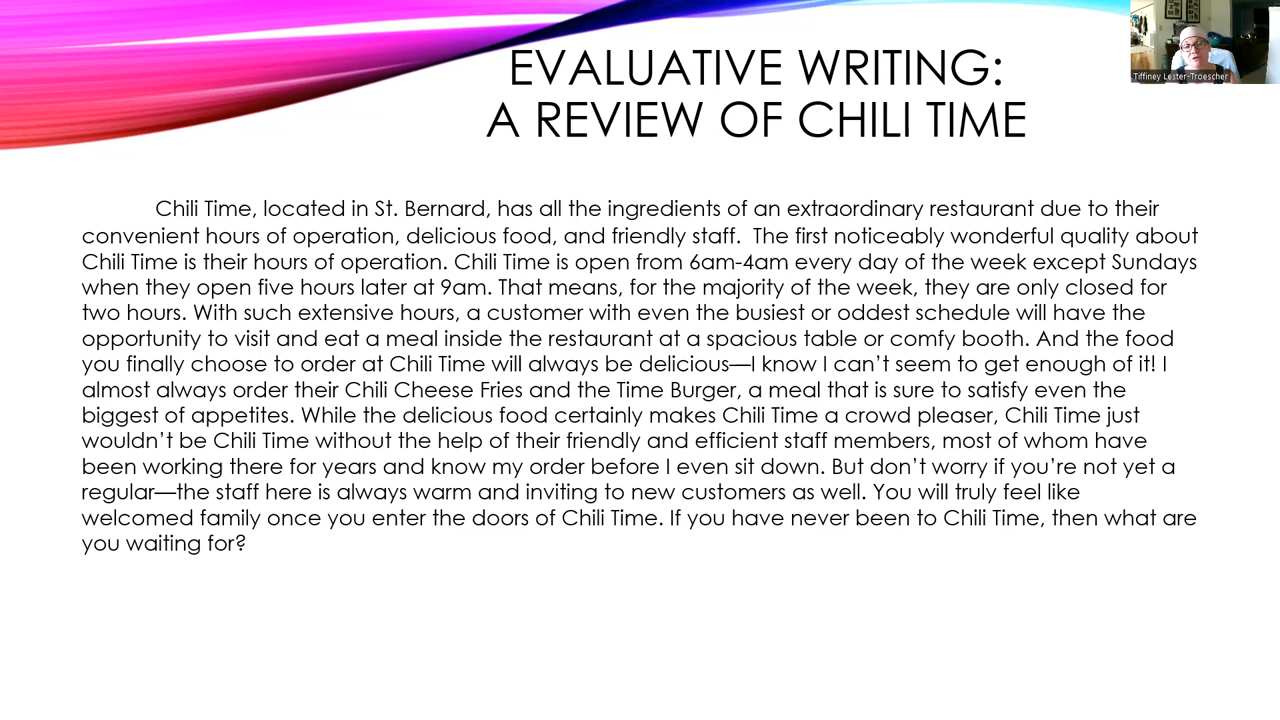 EVALUATIVE WRITING:
A REVIEW OF CHILI TIME
Tiffiney Lester-Troescher
Chili Time, located in St. Bernard, has all the ingredients of an extraordinary restaurant due to their
convenient hours of operation, delicious food, and friendly staff.  The first noticeably wonderful quality about
Chili Time is their hours of operation. Chili Time is open from 6am-4am every day of the week except Sundays
when they open five hours later at 9am. That means, for the majority of the week, they are only closed for
two hours. With such extensive hours, a customer with even the busiest or oddest schedule will have the
opportunity to visit and eat a meal inside the restaurant at a spacious table or comfy booth. And the food
you finally choose to order at Chili Time will always be delicious—I know I can’t seem to get enough of it! I
almost always order their Chili Cheese Fries and the Time Burger, a meal that is sure to satisfy even the
biggest of appetites. While the delicious food certainly makes Chili Time a crowd pleaser, Chili Time just
wouldn’t be Chili Time without the help of their friendly and efficient staff members, most of whom have
been working there for years and know my order before I even sit down. But don’t worry if you’re not yet a
regular—the staff here is always warm and inviting to new customers as well. You will truly feel like
welcomed family once you enter the doors of Chili Time. If you have never been to Chili Time, then what are
you waiting for?